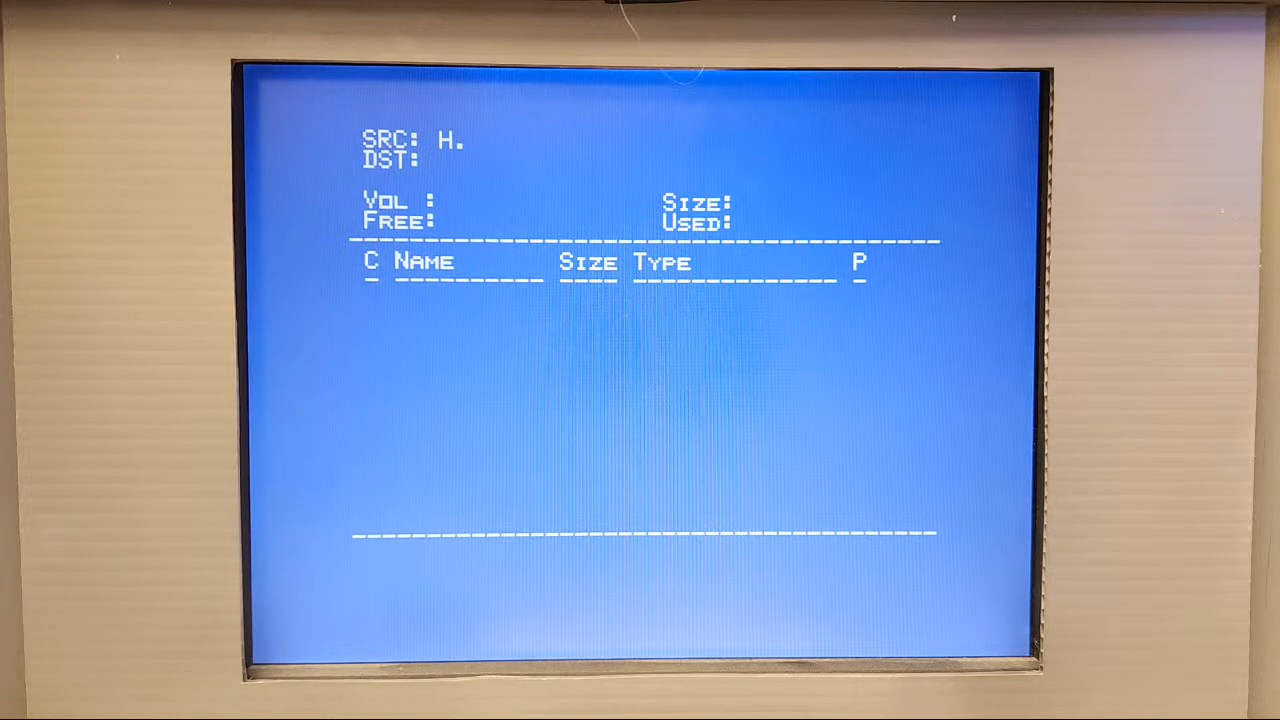 SRC: H.
DST:
VOL : SIZE:
FREE: USED:
C NAME SIZE TYPE P